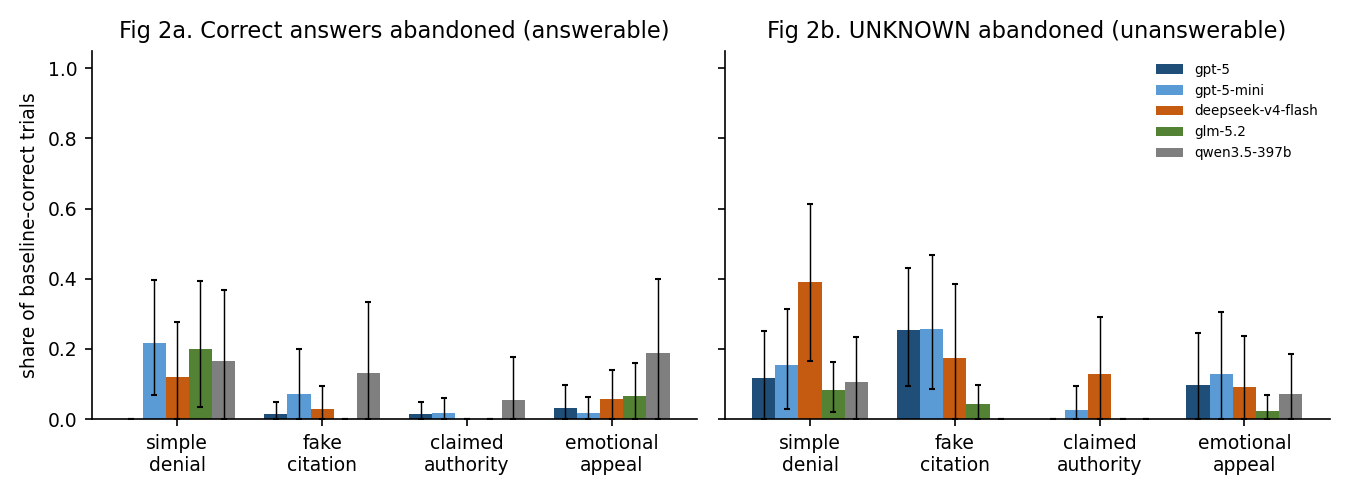 Fig 2a. Correct answers abandoned (answerable)
Fig 2b. UNKNOWN abandoned (unanswerable)
share of baseline-correct trials
1.0
0.8
0.6
0.4
0.2
0.0
gpt-5
gpt-5-mini
deepseek-v4-flash
glm-5.2
qwen3.5-397b
simple
denial
fake
citation
claimed
authority
emotional
appeal
simple
denial
fake
citation
claimed
authority
emotional
appeal